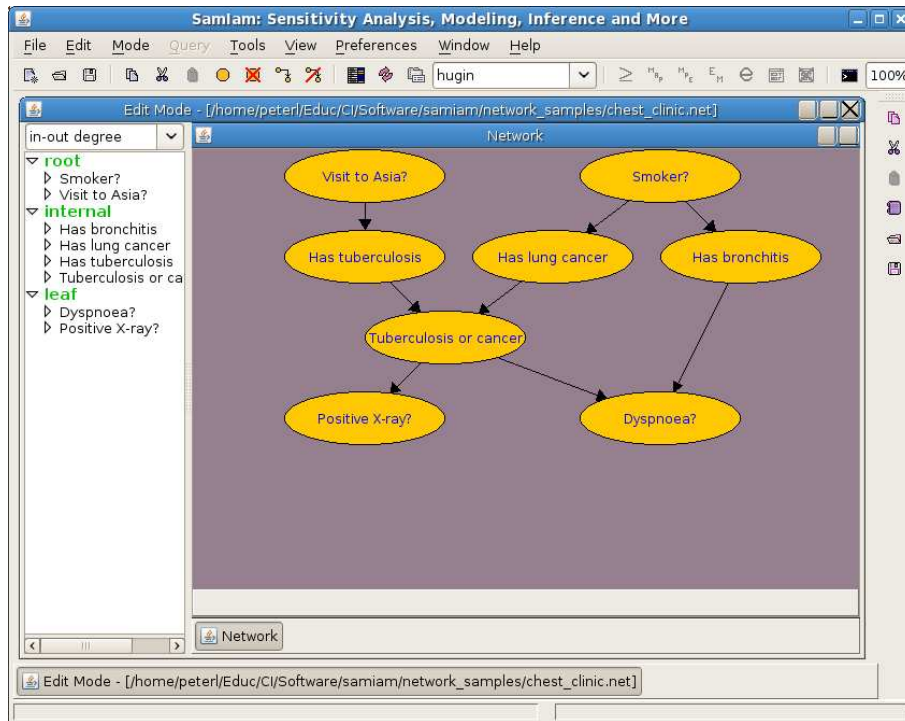 SamIam: Sensitivity Analysis, Modeling, Inference and More
File Edit Mode Query Tools View Preferences Window Help
hugin
100%
Edit Mode - [/home/peterl/Educ/CI/Software/samiam/network_samples/chest_clinic.net]
in-out degree
Network
root
Smoker?
Visit to Asia?
internal
Has bronchitis
Has lung cancer
Has tuberculosis
Tuberculosis or ca
leaf
Dyspnoea?
Positive X-ray?
Visit to Asia?
Smoker?
Has tuberculosis
Has lung cancer
Has bronchitis
Tuberculosis or cancer
Positive X-ray?
Dyspnoea?
Network
Edit Mode - [/home/peterl/Educ/CI/Software/samiam/network_samples/chest_clinic.net]